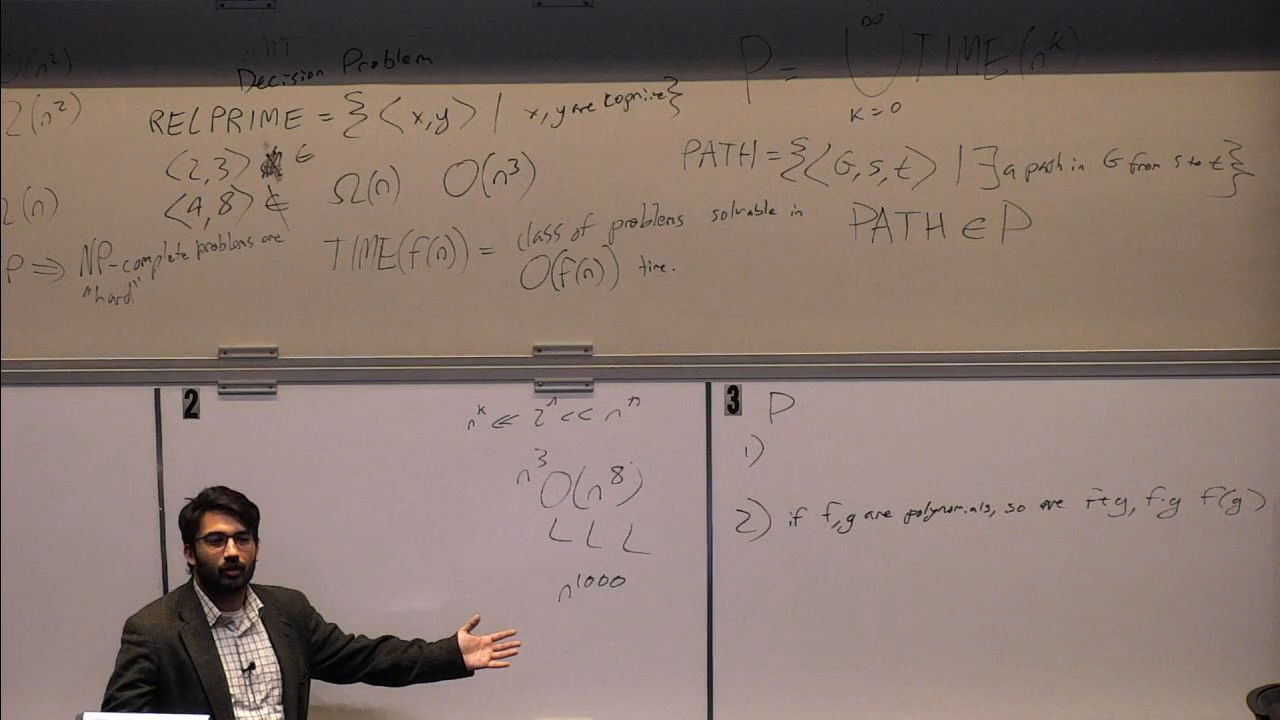 O(n²)
Ω(n²)
Ω(n)
P ⇒ NP-complete problems are
"hard"
Decision Problem
RELPRIME = {<x,y> | x,y are coprime}
<2,3> ∈
<4,8> ∉
Ω(n) O(n³)
TIME(f(n)) = class of problems solvable in
O(f(n)) time.
P = ⋃ TIME(n^k)
∞
K=0
PATH = {<G,s,t> | ∃ a path in G from s to t}
PATH ∈ P
2
n^k << 2^n << n^n
n³ O(n⁸)
L L L
n^1000
3 P
1)
2) if f,g are polynomials, so are f+g, f·g f(g)